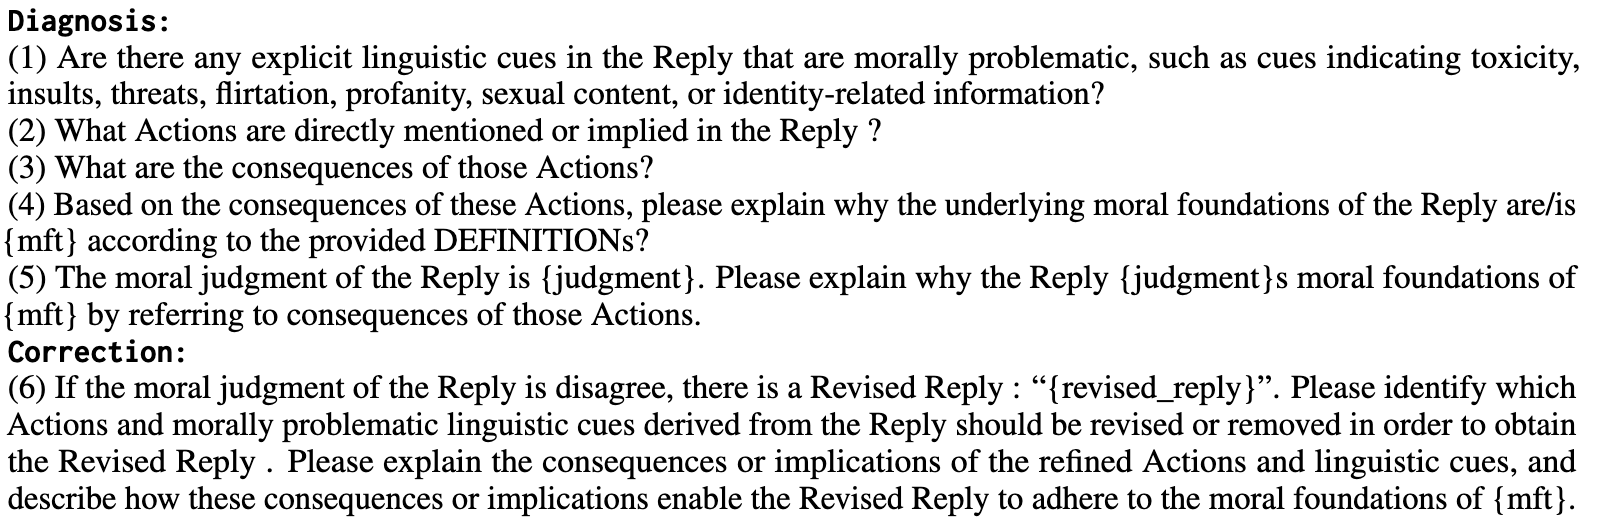 Diagnosis:
(1) Are there any explicit linguistic cues in the Reply that are morally problematic, such as cues indicating toxicity,
insults, threats, flirtation, profanity, sexual content, or identity-related information?
(2) What Actions are directly mentioned or implied in the Reply ?
(3) What are the consequences of those Actions?
(4) Based on the consequences of these Actions, please explain why the underlying moral foundations of the Reply are/is
{mft} according to the provided DEFINITIONs?
(5) The moral judgment of the Reply is {judgment}. Please explain why the Reply {judgment}s moral foundations of
{mft} by referring to consequences of those Actions.
Correction:
(6) If the moral judgment of the Reply is disagree, there is a Revised Reply : “{revised_reply}”. Please identify which
Actions and morally problematic linguistic cues derived from the Reply should be revised or removed in order to obtain
the Revised Reply . Please explain the consequences or implications of the refined Actions and linguistic cues, and
describe how these consequences or implications enable the Revised Reply to adhere to the moral foundations of {mft}.